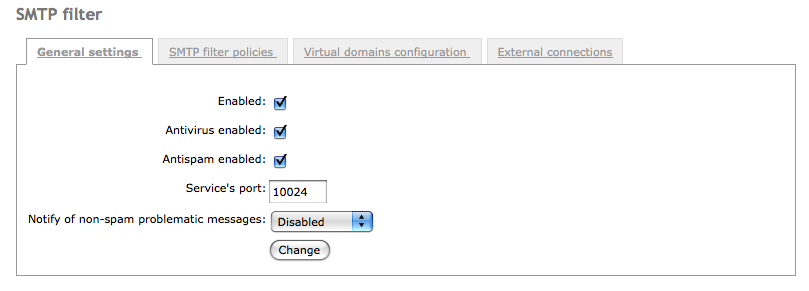 SMTP filter
General settings SMTP filter policies Virtual domains configuration External connections
Enabled:
Antivirus enabled:
Antispam enabled:
Service's port: 10024
Notify of non-spam problematic messages: Disabled
Change